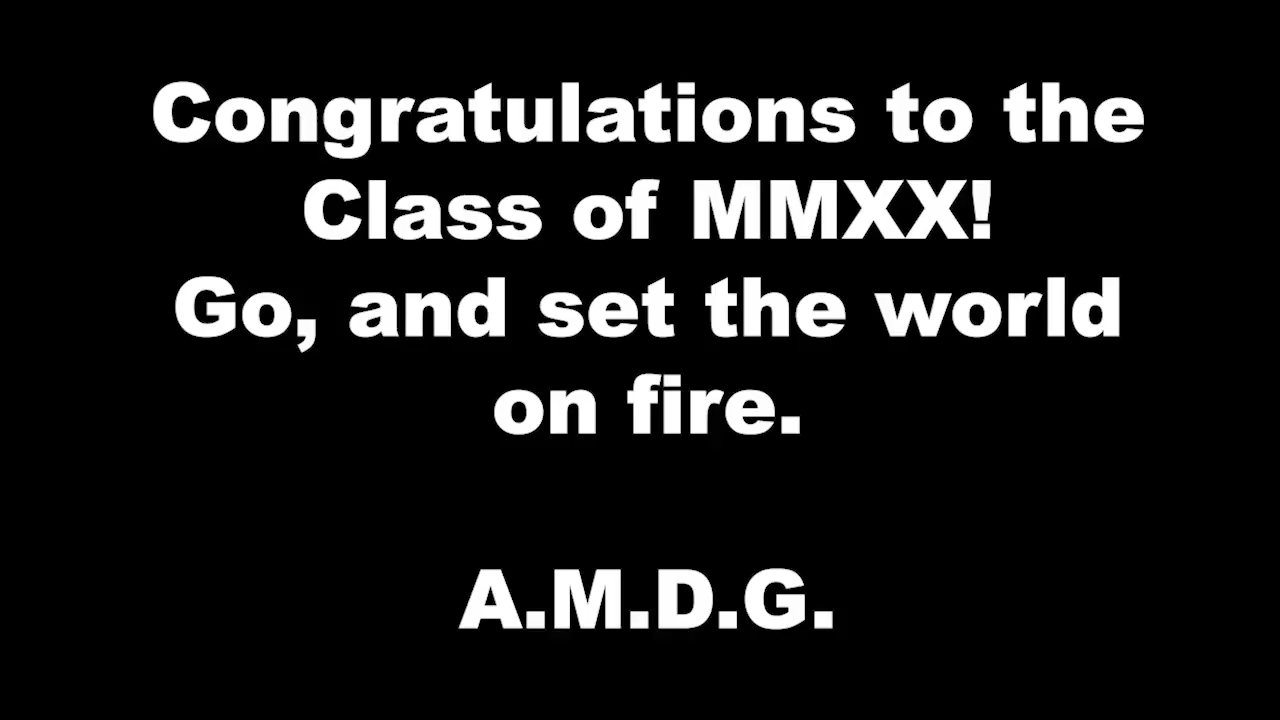 Congratulations to the
Class of MMXX!
Go, and set the world
on fire.
A.M.D.G.